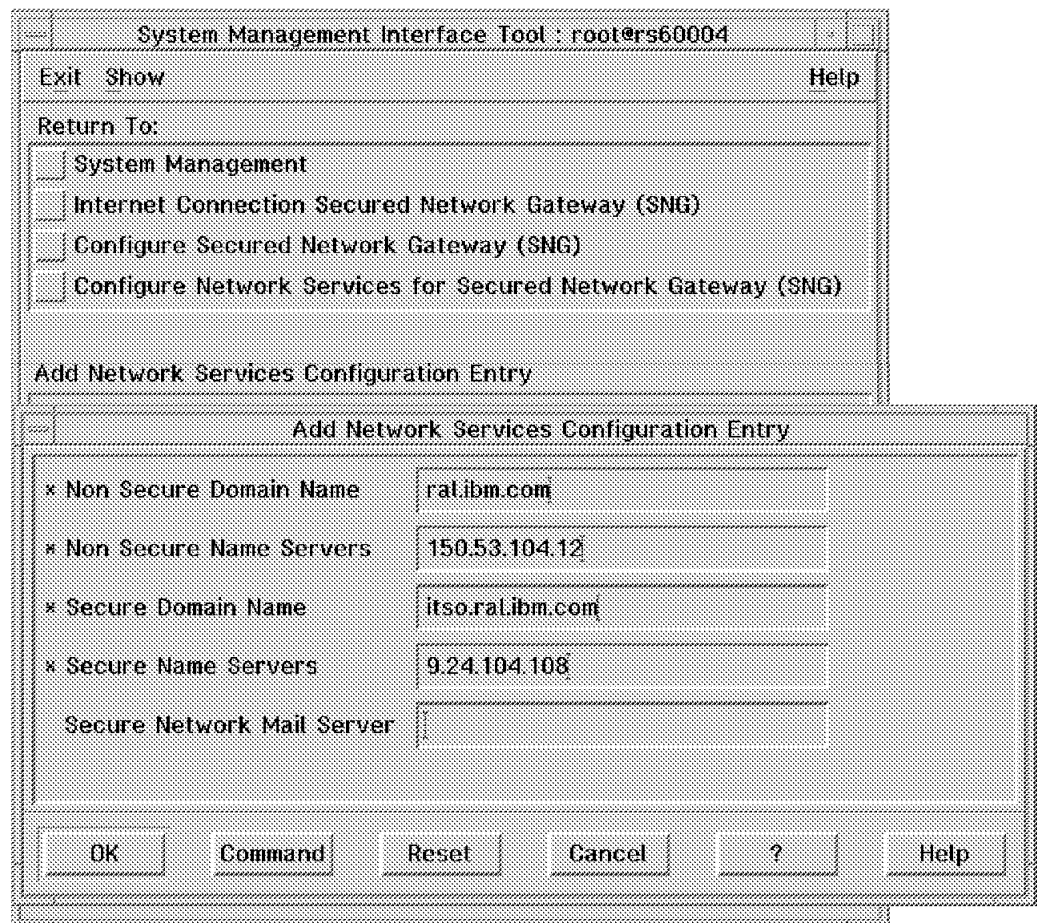 System Management Interface Tool : root@rs60004
Exit Show Help
Return To:
System Management
Internet Connection Secured Network Gateway (SNG)
Configure Secured Network Gateway (SNG)
Configure Network Services for Secured Network Gateway (SNG)
Add Network Services Configuration Entry
Add Network Services Configuration Entry
* Non Secure Domain Name ral.ibm.com
* Non Secure Name Servers 150.53.104.12
* Secure Domain Name itso.ral.ibm.com
* Secure Name Servers 9.24.104.108
Secure Network Mail Server
OK Command Reset Cancel ? Help